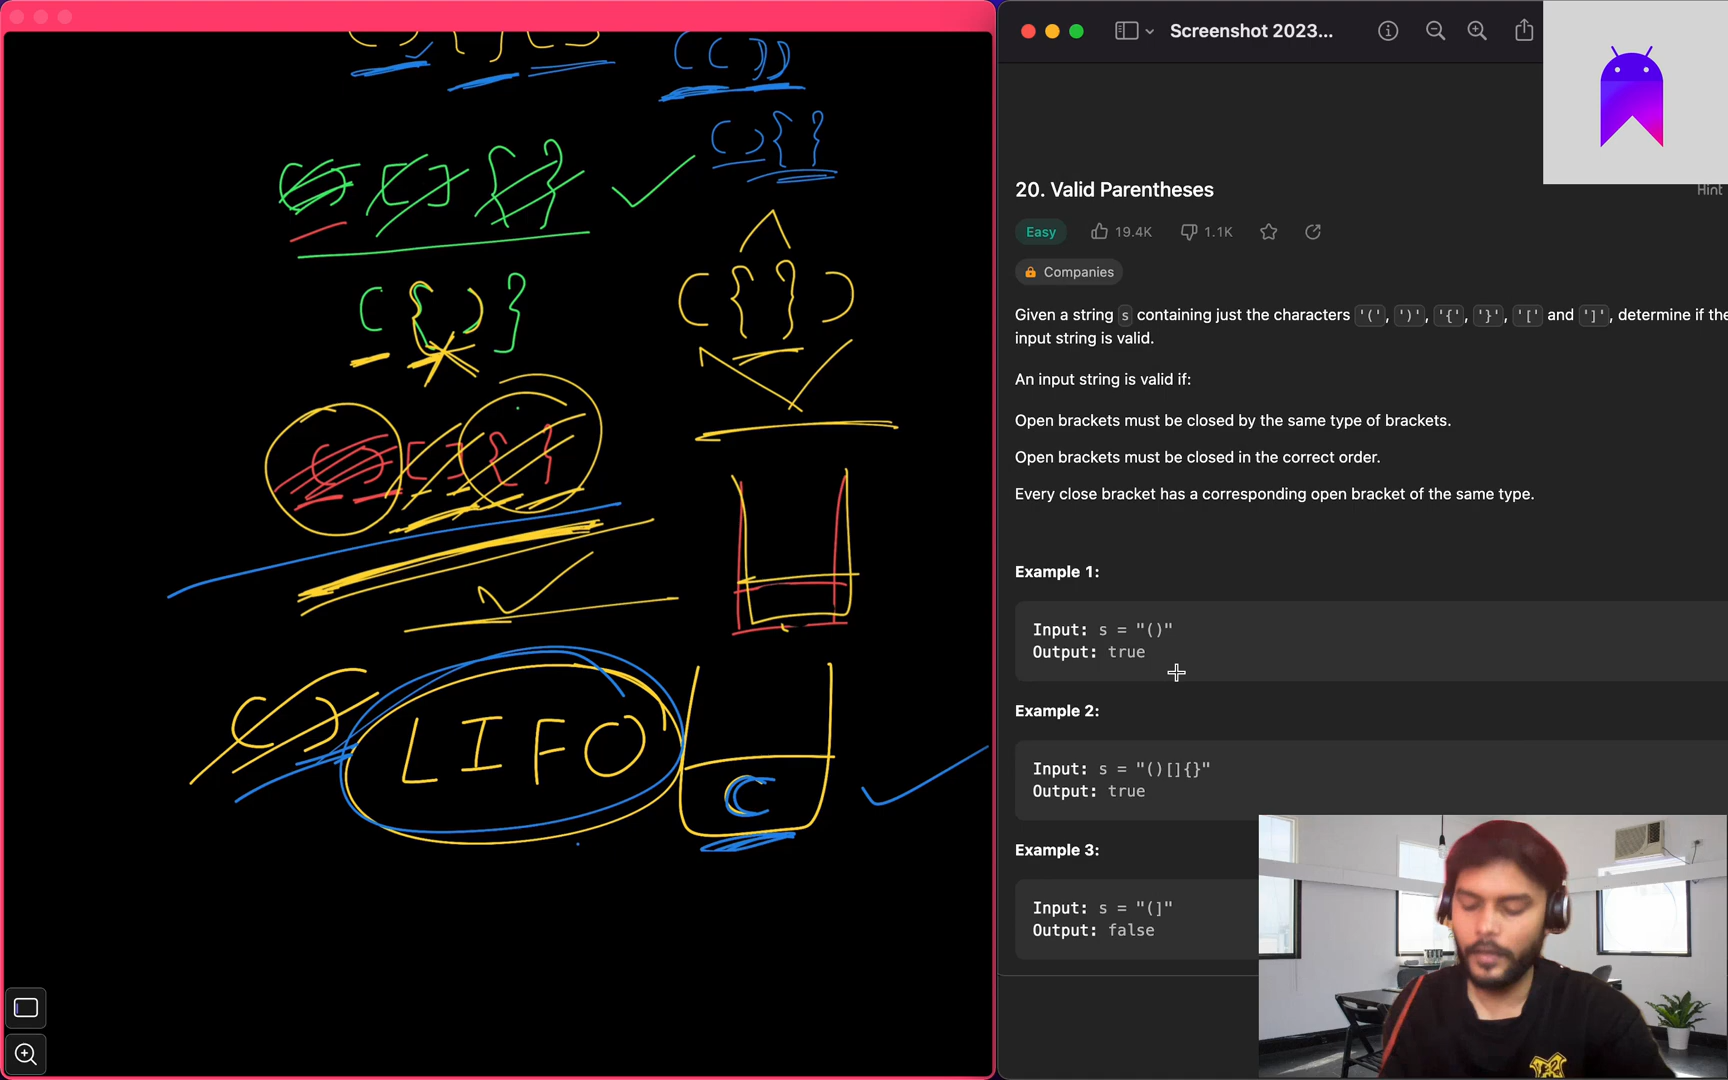 ( ) [ ] ( )
( ( ) )
( ) { }
( ) [ ] { }
( { ) }
( { } )
( ) [ ] { }
( ) LIFO
(
Screenshot 2023...
Hint
20. Valid Parentheses
Easy 19.4K 1.1K
Companies
Given a string s containing just the characters '(', ')', '{', '}', '[' and ']', determine if the
input string is valid.
An input string is valid if:
Open brackets must be closed by the same type of brackets.
Open brackets must be closed in the correct order.
Every close bracket has a corresponding open bracket of the same type.
Example 1:
Input: s = "()"
Output: true
Example 2:
Input: s = "()[]{}"
Output: true
Example 3:
Input: s = "(]"
Output: false